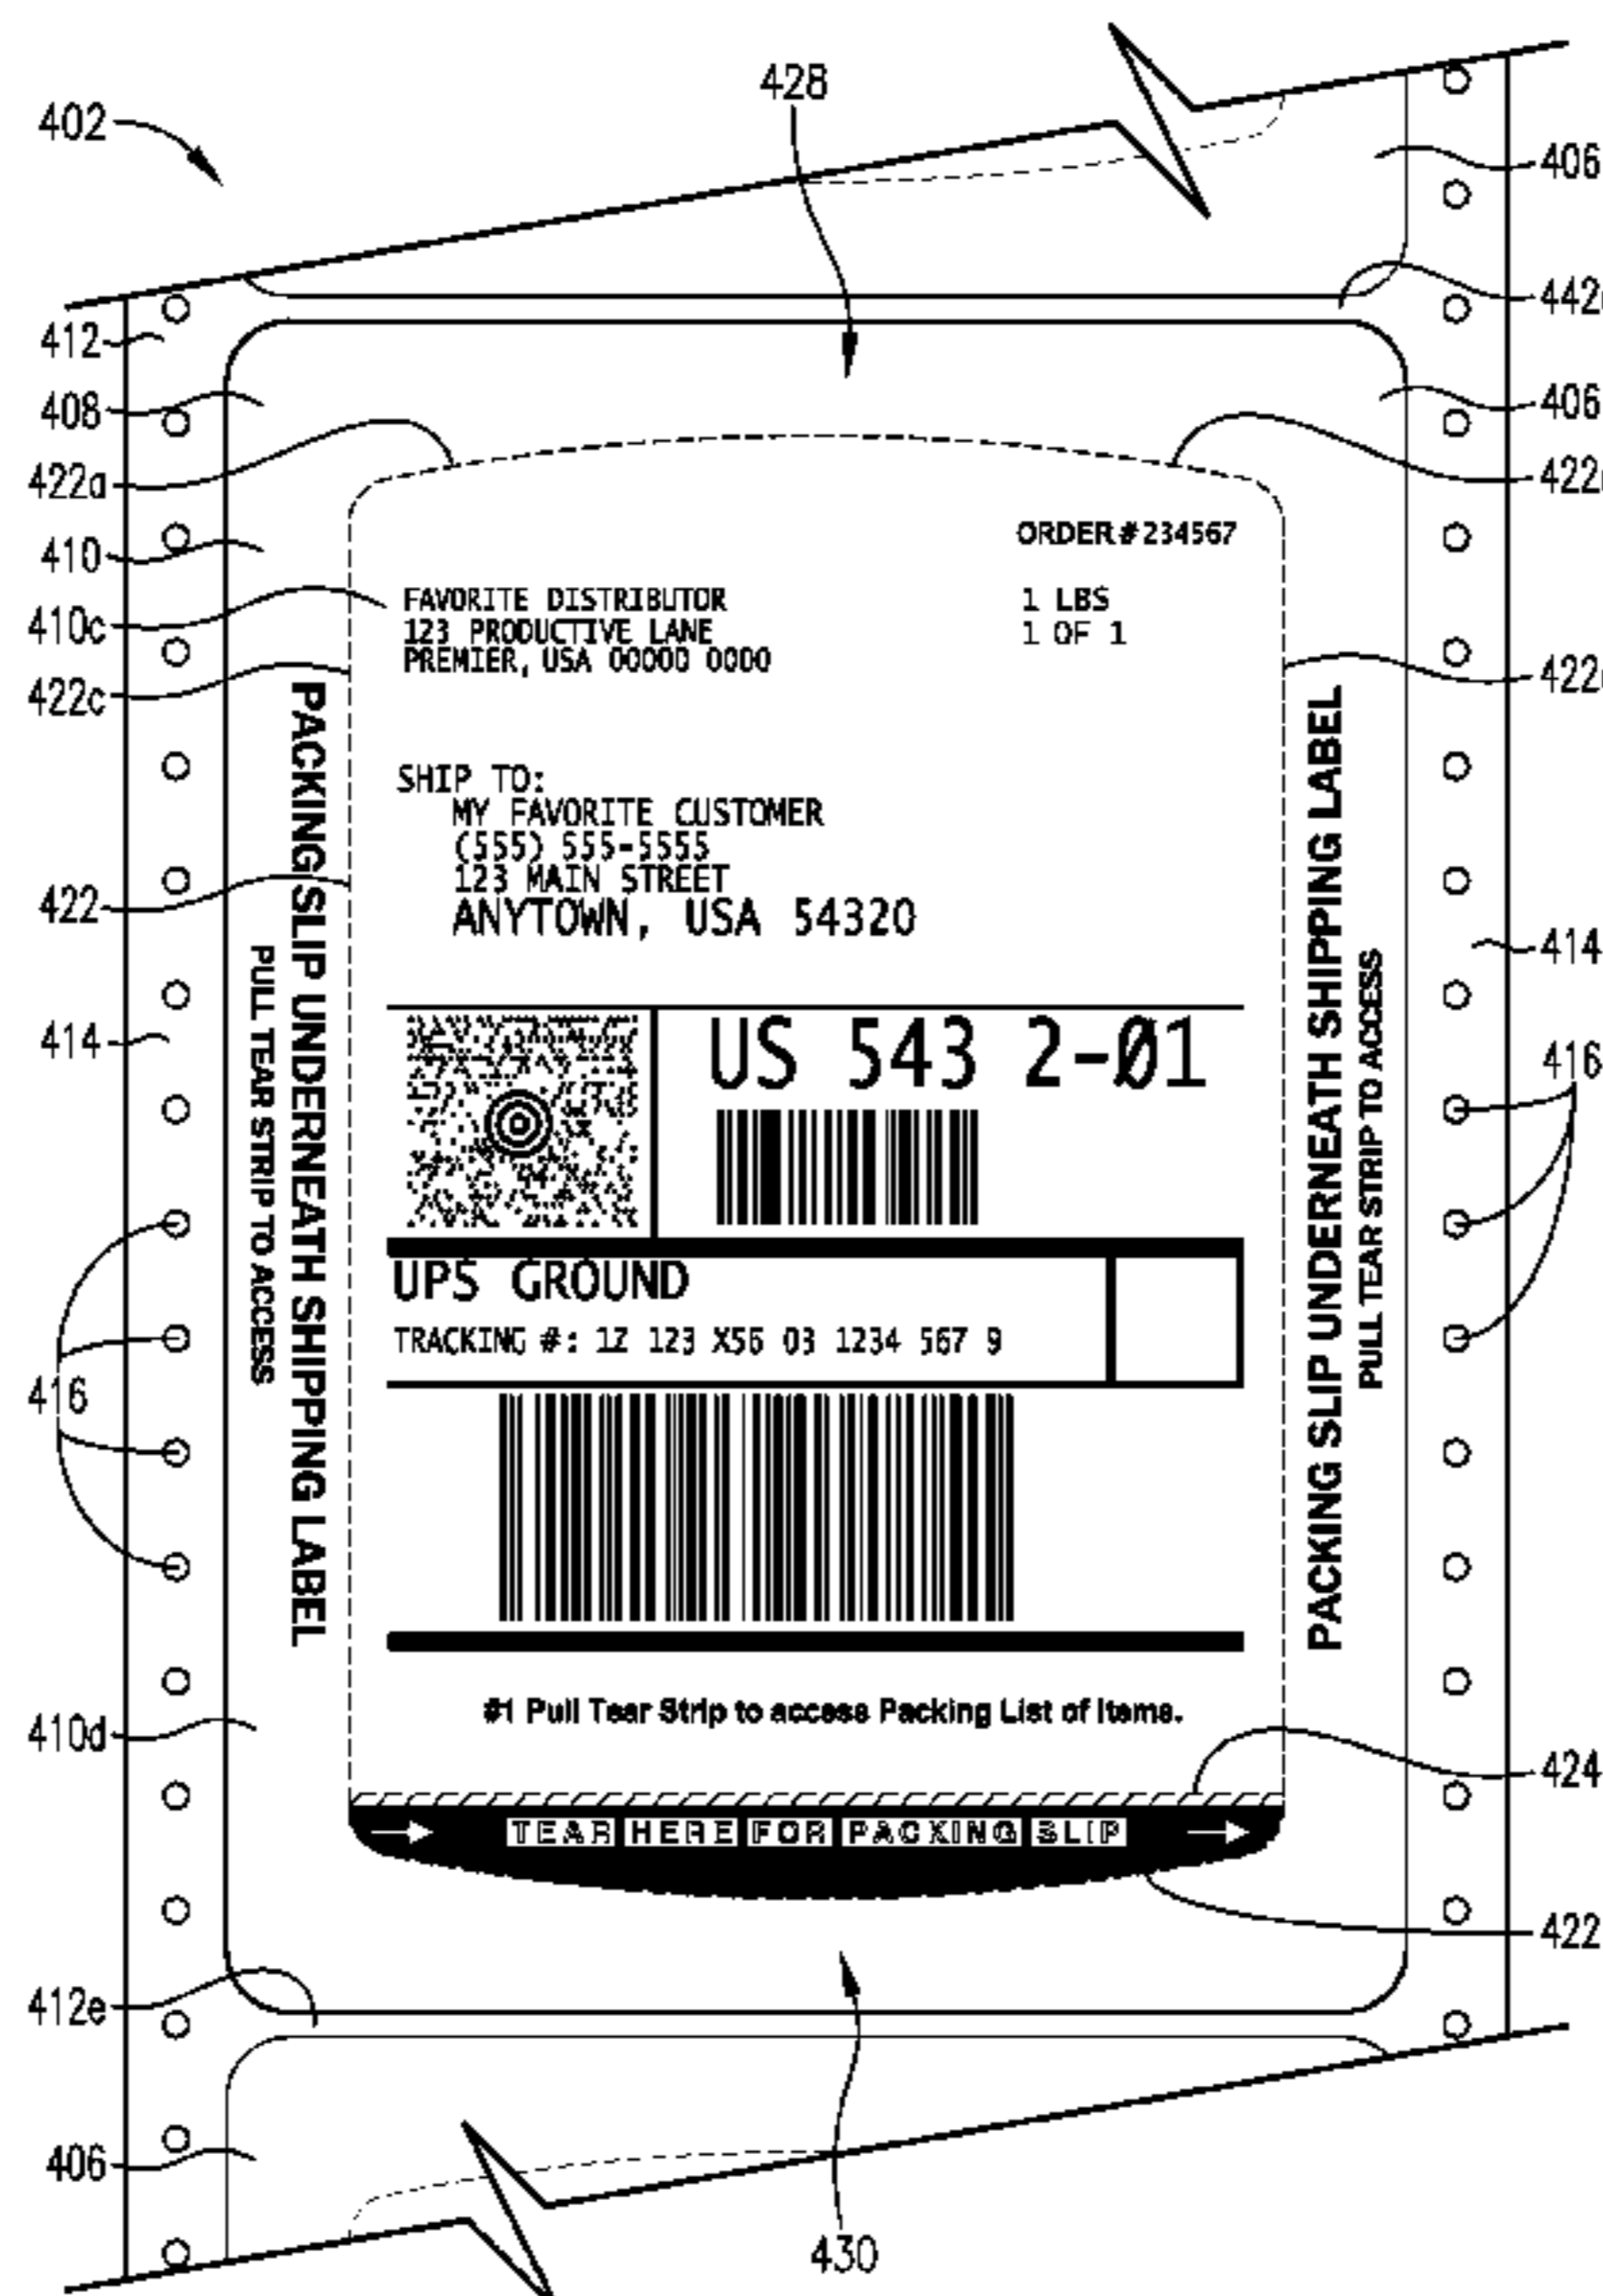 428
402
406
442
412
408
406
422a
422
410
ORDER#234567
410c
FAVORITE DISTRIBUTOR
1 LBS
123 PRODUCTIVE LANE
1 OF 1
PREMIER, USA 00000 0000
422c
422
SHIP TO:
MY FAVORITE CUSTOMER
(555) 555-5555
123 MAIN STREET
ANYTOWN, USA 54320
422
414
414
PACKING SLIP UNDERNEATH SHIPPING LABEL
PULL TEAR STRIP TO ACCESS
PACKING SLIP UNDERNEATH SHIPPING LABEL
PULL TEAR STRIP TO ACCESS
US 543 2-01
416
UPS GROUND
TRACKING #: 1Z 123 X56 03 1234 567 9
416
#1 Pull Tear Strip to access Packing List of Items.
410d
424
TEAR HERE FOR PACKING SLIP
422
412e
406
430